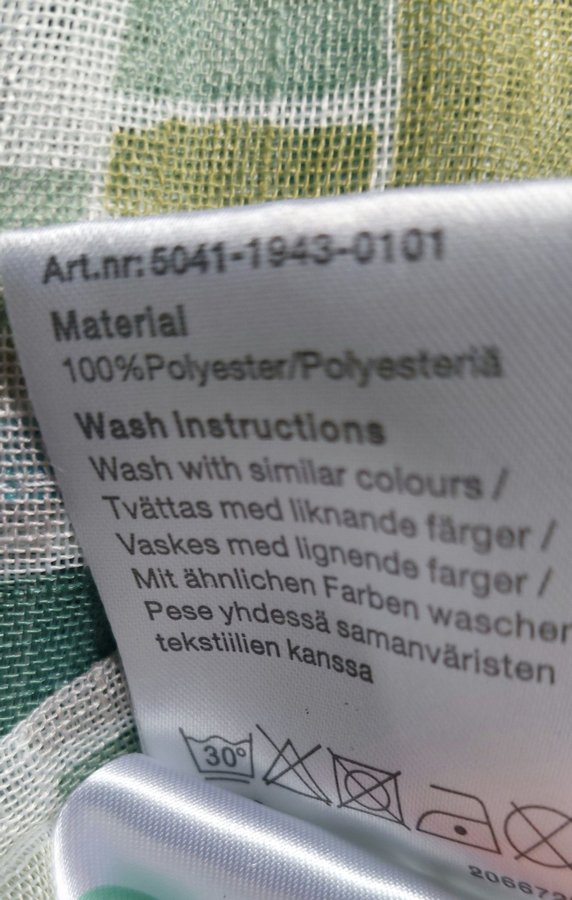 Art.nr: 5041-1943-0101
Material
100%Polyester/Polyesteriä
Wash instructions
Wash with similar colours /
Tvättas med liknande färger /
Vaskes med lignende farger /
Mit ähnlichen Farben waschen
Pese yhdessä samanväristen
tekstiilien kanssa
30°